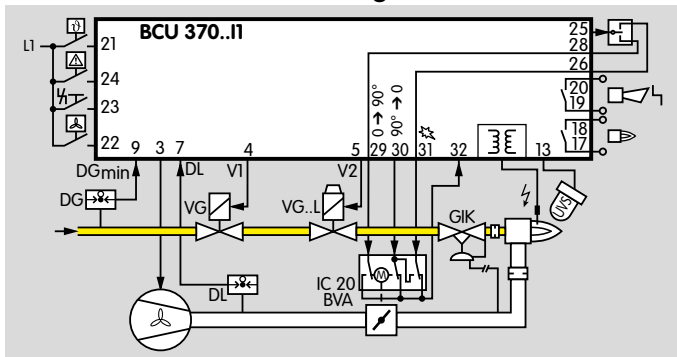 BCU 370..I1
L1
ϑ
21
24
23
22
25
28
26
20
19
18
17
9
3
7
4
5
29
30
31
32
13
0 → 90°
90° → 0
DGmin
DL
V1
V2
DG
VG
VG..L
GIK
UVS
M
IC 20
BVA
DL